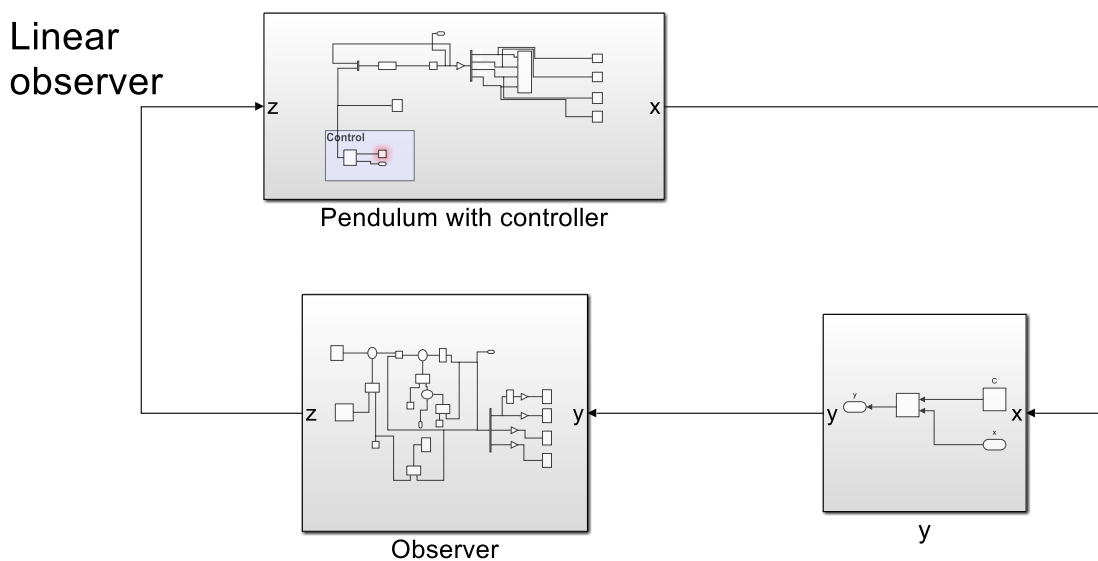 Linear
observer
z
x
Control
Pendulum with controller
z
y
Observer
y
x
y
C
x
y